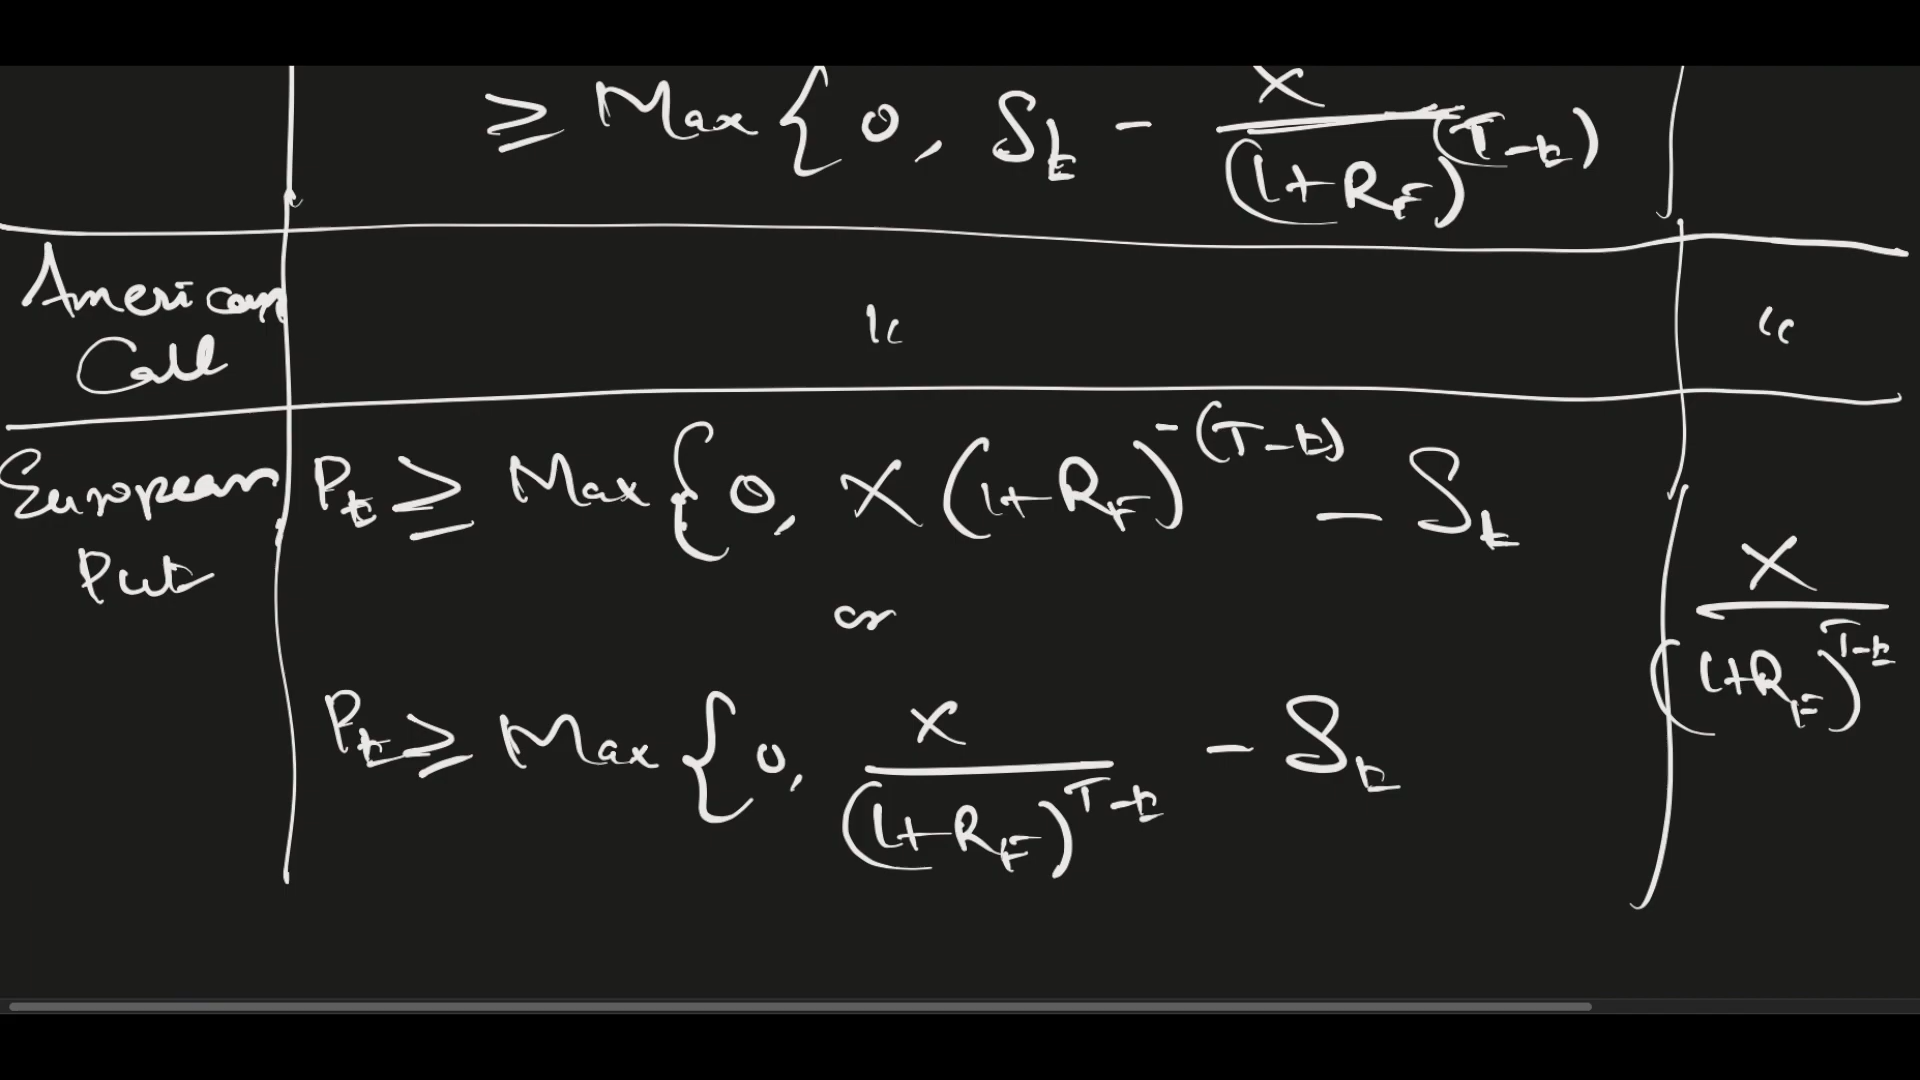 ≥ Max { 0, S_t - X / (1+R_F)^(T-t)
American Call " "
European Put P_t ≥ Max { 0, X (1+R_F)^-(T-t) - S_t
or
P_t ≥ Max { 0, X / (1+R_F)^T-t - S_t
X / (1+R_F)^T-t